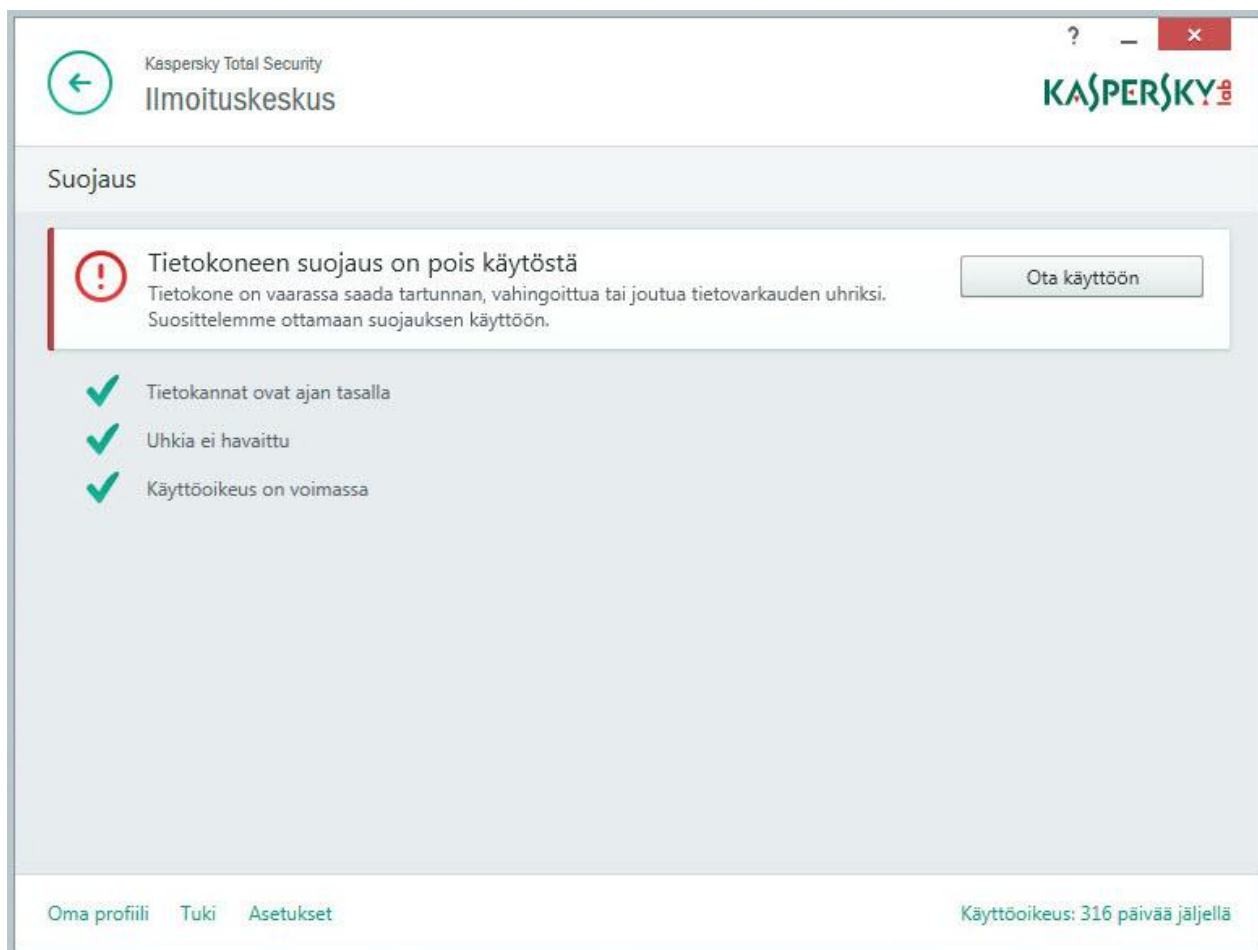 Kaspersky Total Security
Ilmoituskeskus
?
KASPERSKY lab
Suojaus
Tietokoneen suojaus on pois käytöstä
Tietokone on vaarassa saada tartunnan, vahingoittua tai joutua tietovarkauden uhriksi.
Suosittelemme ottamaan suojauksen käyttöön.
Ota käyttöön
Tietokannat ovat ajan tasalla
Uhkia ei havaittu
Käyttöoikeus on voimassa
Oma profiili Tuki Asetukset
Käyttöoikeus: 316 päivää jäljellä